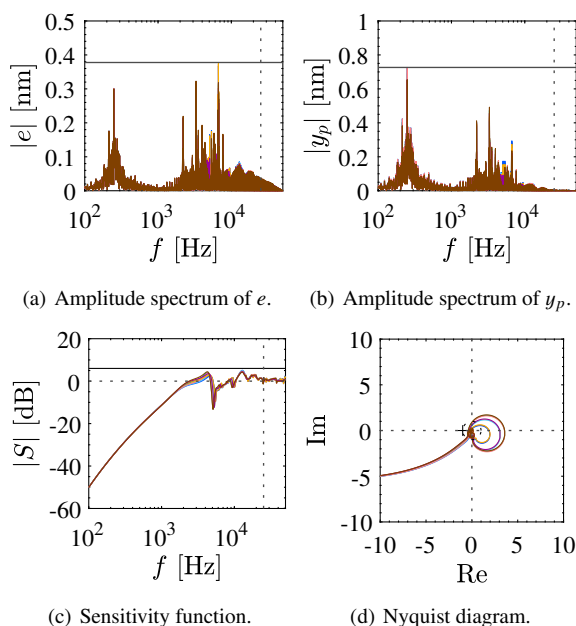 0.5
0.4
0.3
0.2
0.1
0
|e| [nm]
10^2 10^3 10^4
f [Hz]
(a) Amplitude spectrum of e.
1
0.8
0.6
0.4
0.2
0
|y_p| [nm]
10^2 10^3 10^4
f [Hz]
(b) Amplitude spectrum of y_p.
20
0
-20
-40
-60
|S| [dB]
10^2 10^3 10^4
f [Hz]
(c) Sensitivity function.
10
5
0
-5
-10
Im
-10 -5 0 5 10
Re
(d) Nyquist diagram.